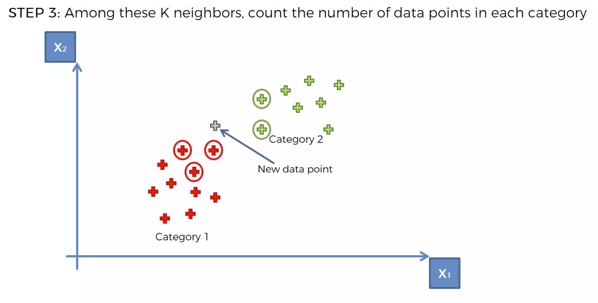 STEP 3: Among these K neighbors, count the number of data points in each category
X2
Category 2
New data point
Category 1
X1